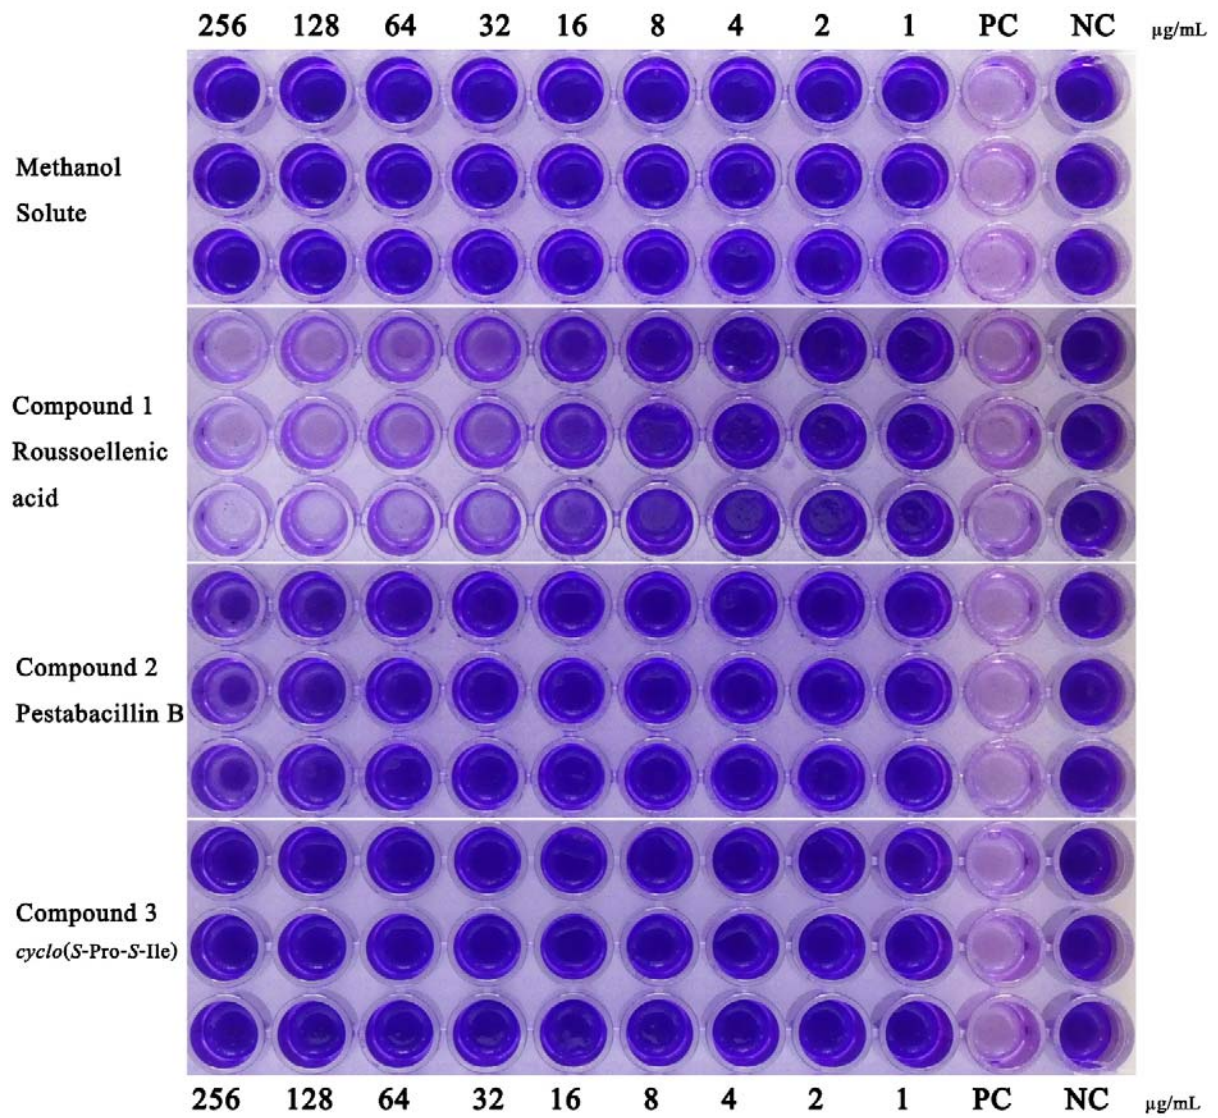 256 128 64 32 16 8 4 2 1 PC NC µg/mL
Methanol
Solute
Compound 1
Roussoellenic
acid
Compound 2
Pestabacillin B
Compound 3
cyclo(S-Pro-S-Ile)
256 128 64 32 16 8 4 2 1 PC NC µg/mL